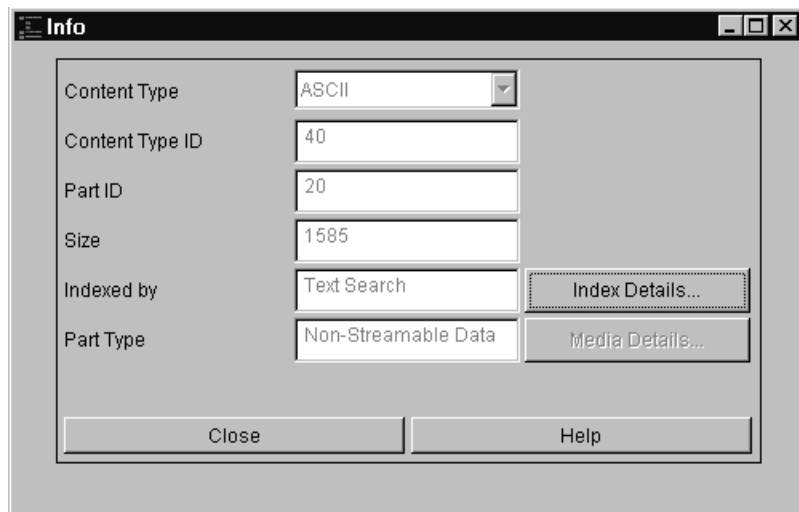 Info
Content Type ASCII
Content Type ID 40
Part ID 20
Size 1585
Indexed by Text Search Index Details...
Part Type Non-Streamable Data Media Details...
Close Help